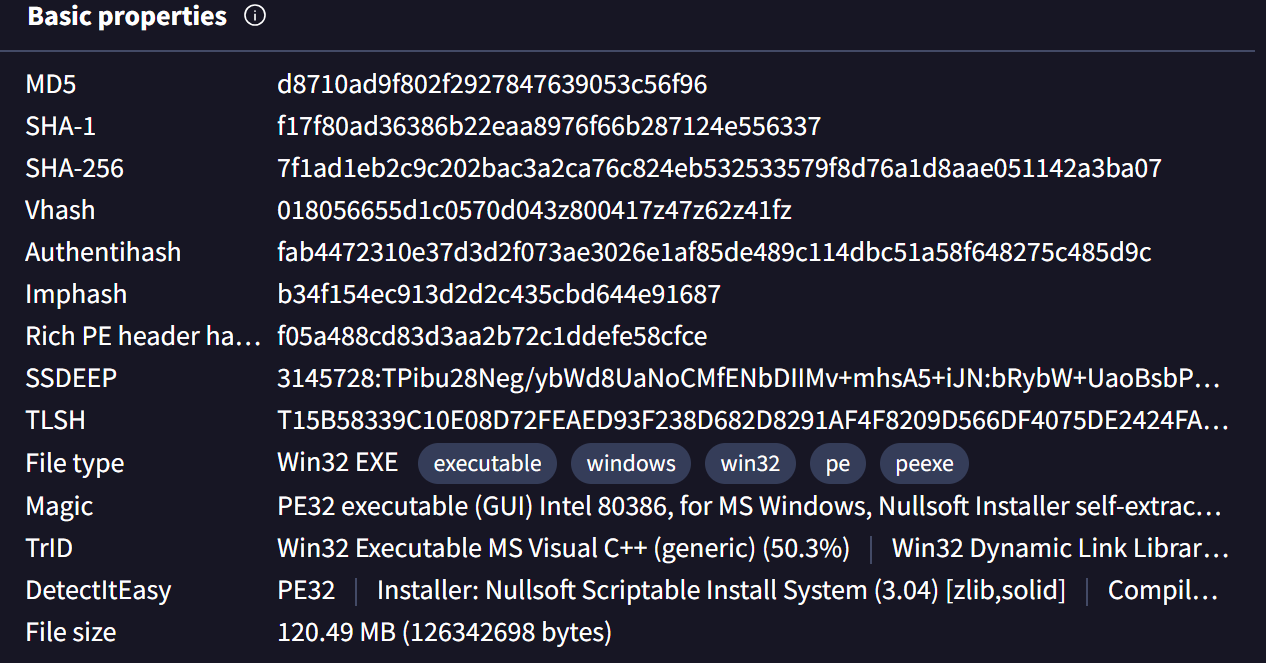 Basic properties
MD5 d8710ad9f802f2927847639053c56f96
SHA-1 f17f80ad36386b22eaa8976f66b287124e556337
SHA-256 7f1ad1eb2c9c202bac3a2ca76c824eb532533579f8d76a1d8aae051142a3ba07
Vhash 018056655d1c0570d043z800417z47z62z41fz
Authentihash fab4472310e37d3d2f073ae3026e1af85de489c114dbc51a58f648275c485d9c
Imphash b34f154ec913d2d2c435cbd644e91687
Rich PE header ha... f05a488cd83d3aa2b72c1ddefe58cfce
SSDEEP 3145728:TPibu28Neg/ybWd8UaNoCMfENbDIIMv+mhsA5+iJN:bRybW+UaoBsbP...
TLSH T15B58339C10E08D72FEAED93F238D682D8291AF4F8209D566DF4075DE2424FA...
File type Win32 EXE executable windows win32 pe peexe
Magic PE32 executable (GUI) Intel 80386, for MS Windows, Nullsoft Installer self-extrac...
TrID Win32 Executable MS Visual C++ (generic) (50.3%) | Win32 Dynamic Link Librar...
DetectItEasy PE32 | Installer: Nullsoft Scriptable Install System (3.04) [zlib,solid] | Compil...
File size 120.49 MB (126342698 bytes)